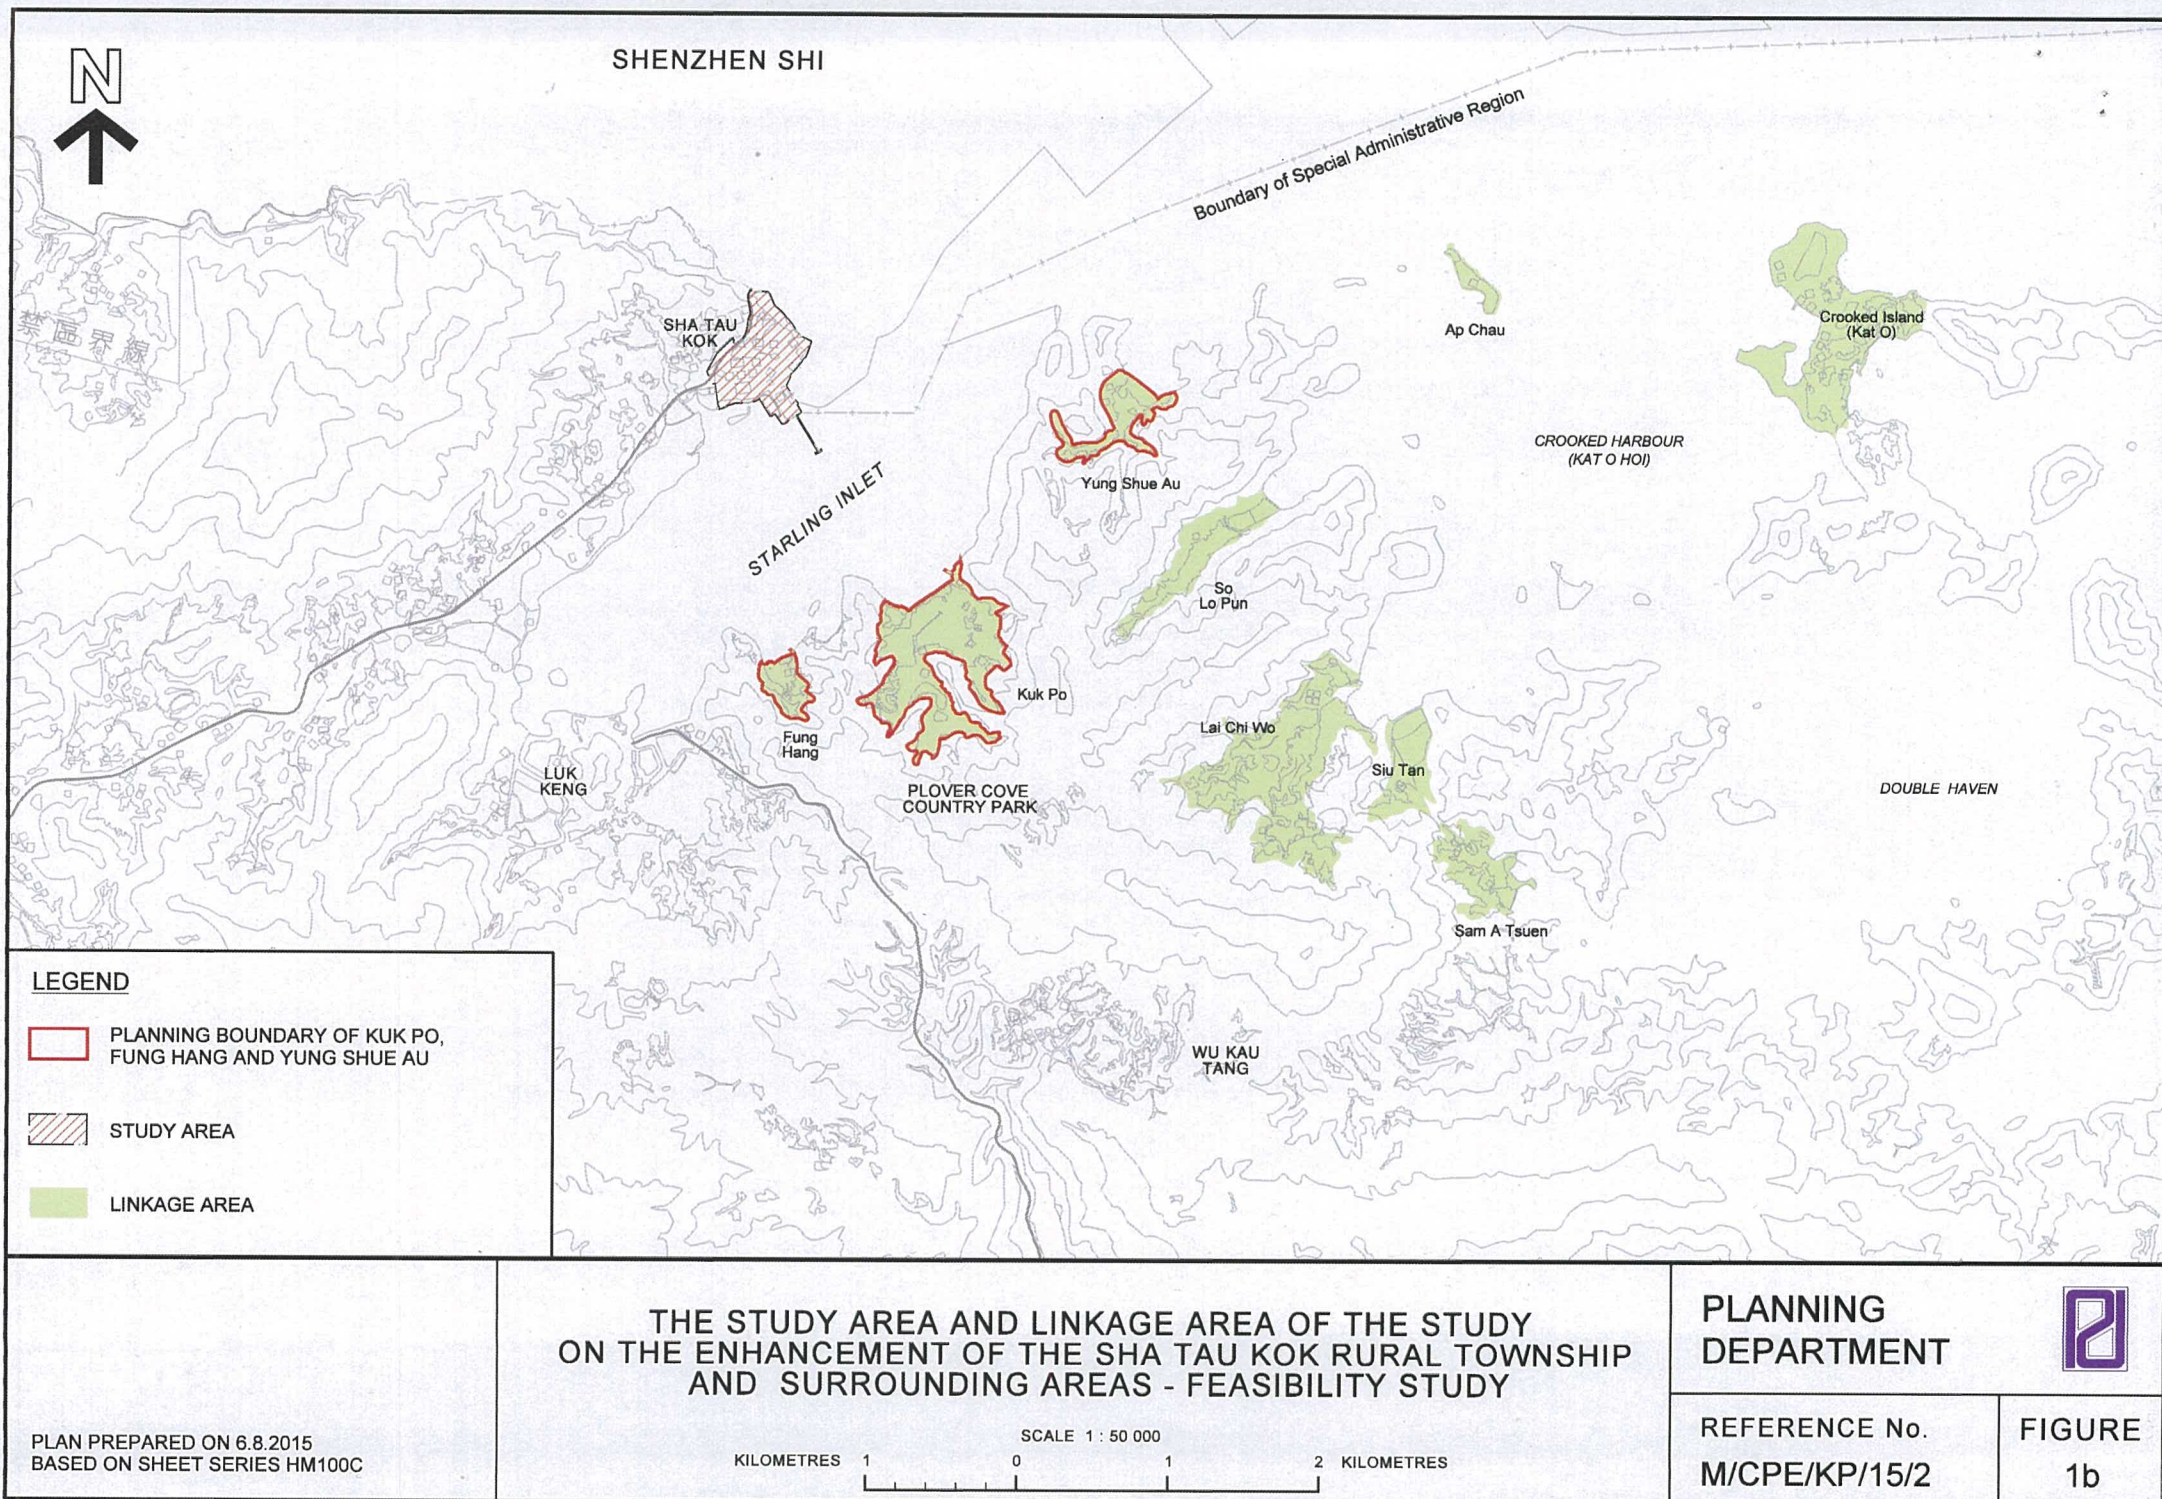 N
SHENZHEN SHI
Boundary of Special Administrative Region
禁區界線
SHA TAU
KOK
Ap Chau
Crooked Island
(Kat O)
CROOKED HARBOUR
(KAT O HOI)
STARLING INLET
Yung Shue Au
So
Lo Pun
Kuk Po
Fung
Hang
Lai Chi Wo
Siu Tan
LUK
KENG
PLOVER COVE
COUNTRY PARK
DOUBLE HAVEN
Sam A Tsuen
WU KAU
TANG
LEGEND
PLANNING BOUNDARY OF KUK PO,
FUNG HANG AND YUNG SHUE AU
STUDY AREA
LINKAGE AREA
PLAN PREPARED ON 6.8.2015
BASED ON SHEET SERIES HM100C
THE STUDY AREA AND LINKAGE AREA OF THE STUDY
ON THE ENHANCEMENT OF THE SHA TAU KOK RURAL TOWNSHIP
AND SURROUNDING AREAS - FEASIBILITY STUDY
SCALE 1 : 50 000
KILOMETRES 1 0 1 2 KILOMETRES
PLANNING
DEPARTMENT
REFERENCE No.
M/CPE/KP/15/2
FIGURE
1b